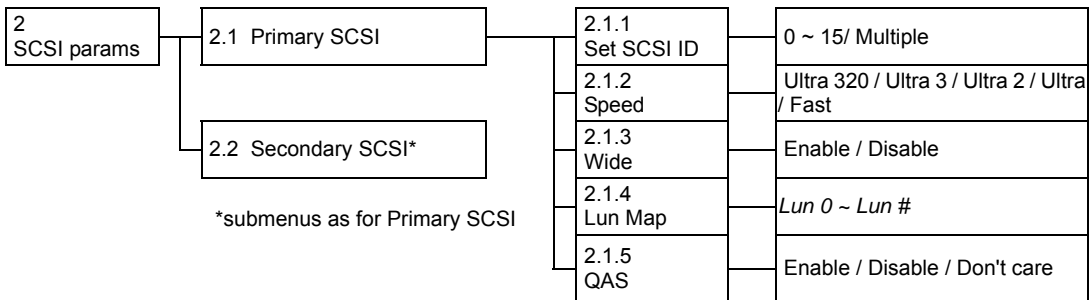 2
SCSI params
2.1 Primary SCSI
2.1.1
Set SCSI ID
0 ~ 15/ Multiple
2.1.2
Speed
Ultra 320 / Ultra 3 / Ultra 2 / Ultra
/ Fast
2.2 Secondary SCSI*
2.1.3
Wide
Enable / Disable
*submenus as for Primary SCSI
2.1.4
Lun Map
Lun 0 ~ Lun #
2.1.5
QAS
Enable / Disable / Don't care